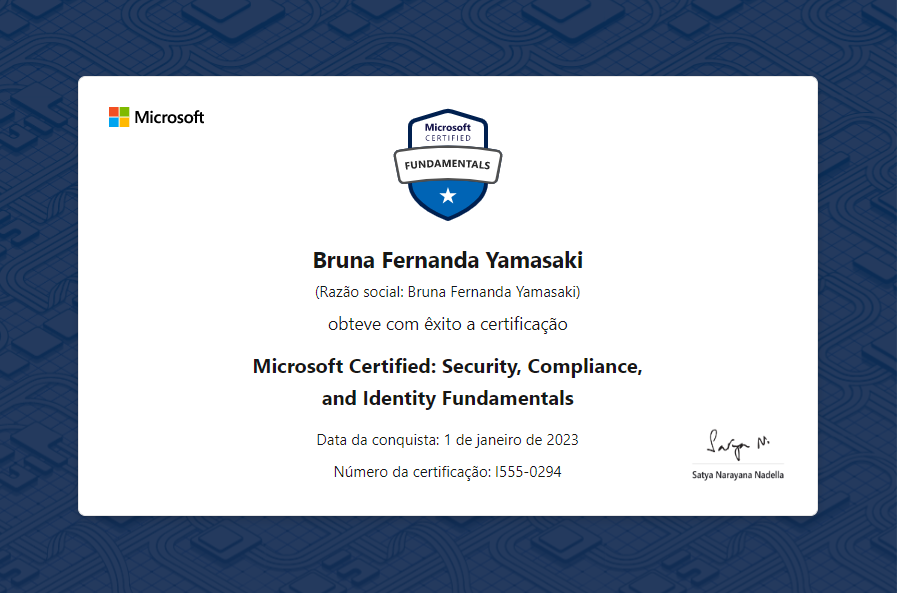 Microsoft
Microsoft
CERTIFIED
FUNDAMENTALS
Bruna Fernanda Yamasaki
(Razão social: Bruna Fernanda Yamasaki)
obteve com êxito a certificação
Microsoft Certified: Security, Compliance,
and Identity Fundamentals
Data da conquista: 1 de janeiro de 2023
Número da certificação: I555-0294
Satya N.
Satya Narayana Nadella